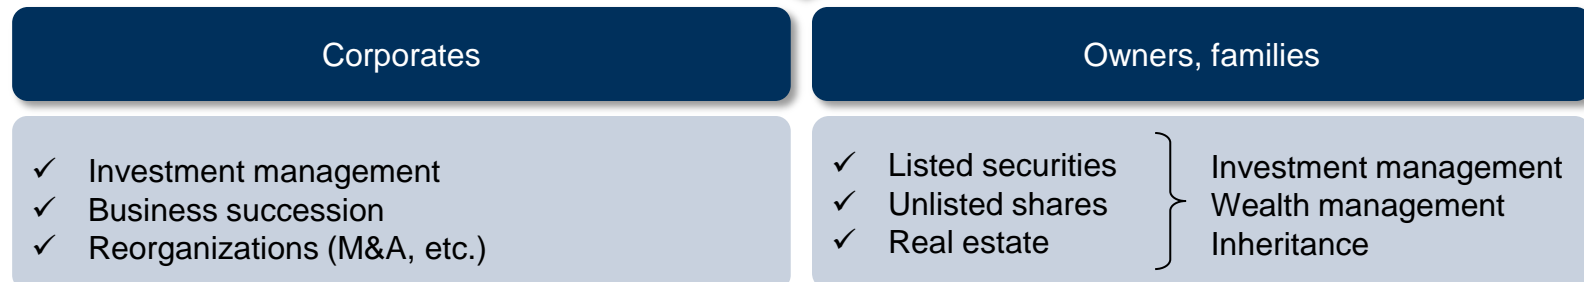 Corporates
✓ Investment management
✓ Business succession
✓ Reorganizations (M&A, etc.)
Owners, families
✓ Listed securities
✓ Unlisted shares
✓ Real estate
Investment management
Wealth management
Inheritance